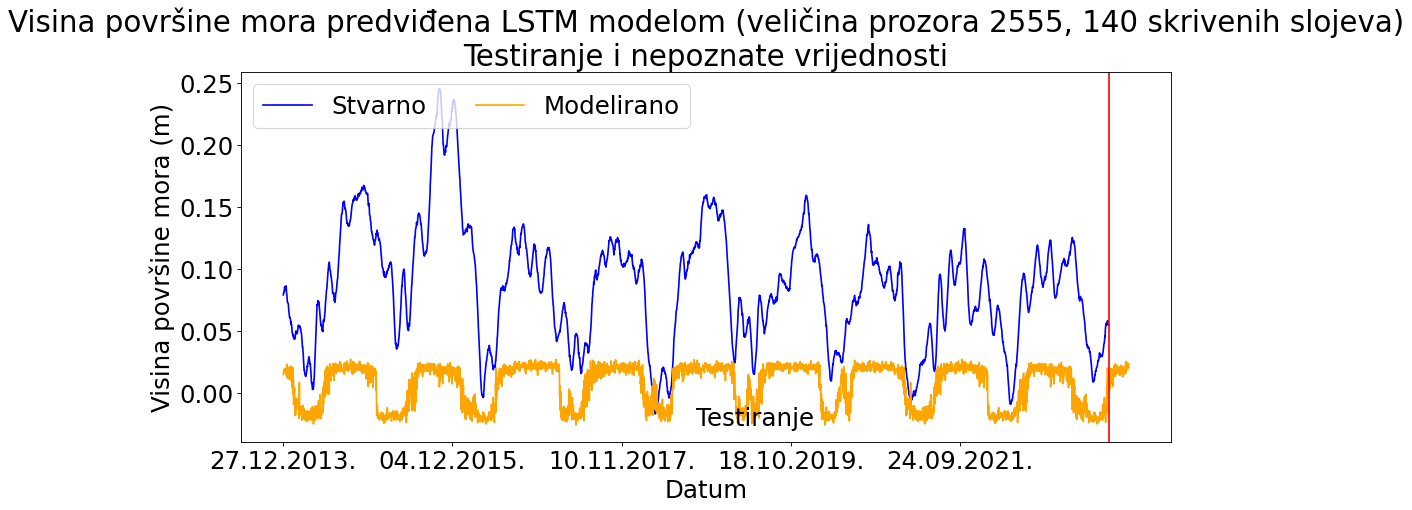 Visina površine mora predviđena LSTM modelom (veličina prozora 2555, 140 skrivenih slojeva)
Testiranje i nepoznate vrijednosti
Stvarno
Modelirano
Visina površine mora (m)
0.25
0.20
0.15
0.10
0.05
0.00
Testiranje
27.12.2013.
04.12.2015.
10.11.2017.
18.10.2019.
24.09.2021.
Datum